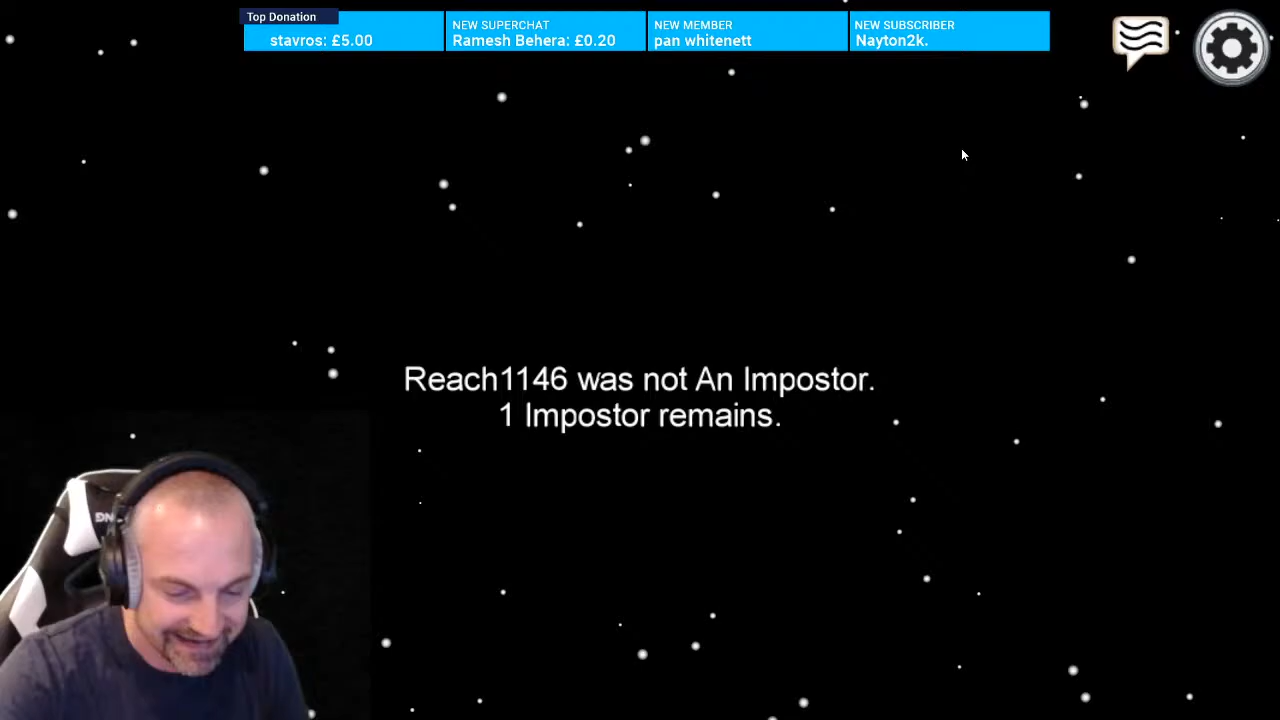 Top Donation
stavros: £5.00
NEW SUPERCHAT
Ramesh Behera: £0.20
NEW MEMBER
pan whitenett
NEW SUBSCRIBER
Nayton2k.
Reach1146 was not An Impostor.
1 Impostor remains.